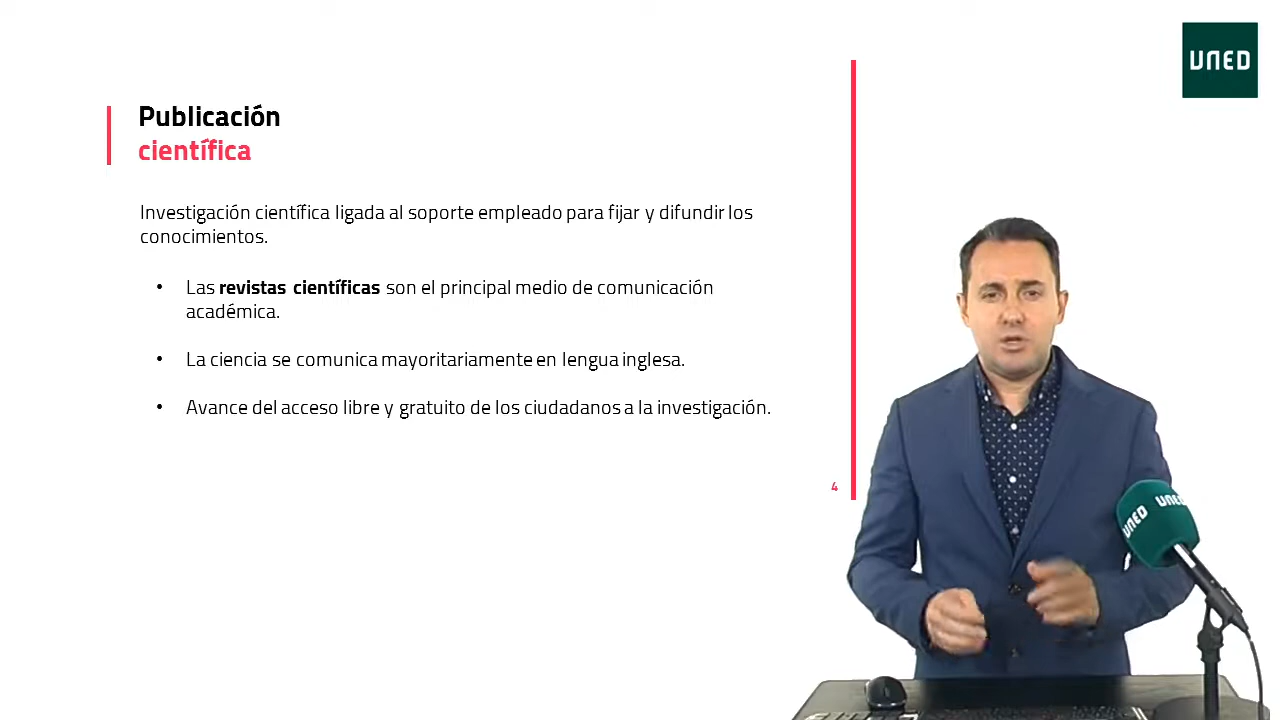 UNED
Publicación
científica
Investigación científica ligada al soporte empleado para fijar y difundir los
conocimientos.
• Las revistas científicas son el principal medio de comunicación
académica.
• La ciencia se comunica mayoritariamente en lengua inglesa.
• Avance del acceso libre y gratuito de los ciudadanos a la investigación.
4
UNED
UNED